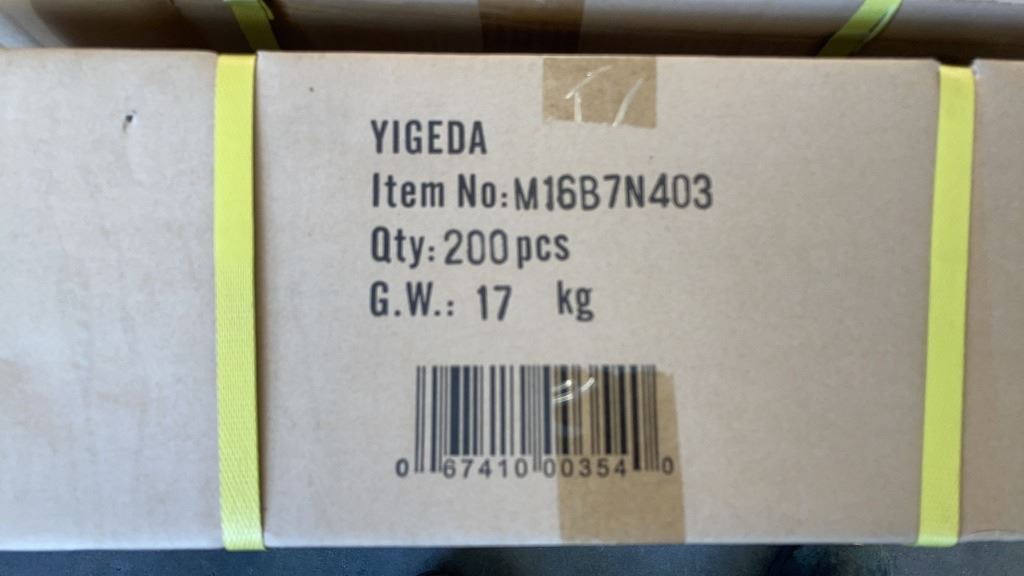 YIGEDA
Item No:M16B7N403
Qty: 200pcs
G.W.: 17 kg
0 67410 00354 0